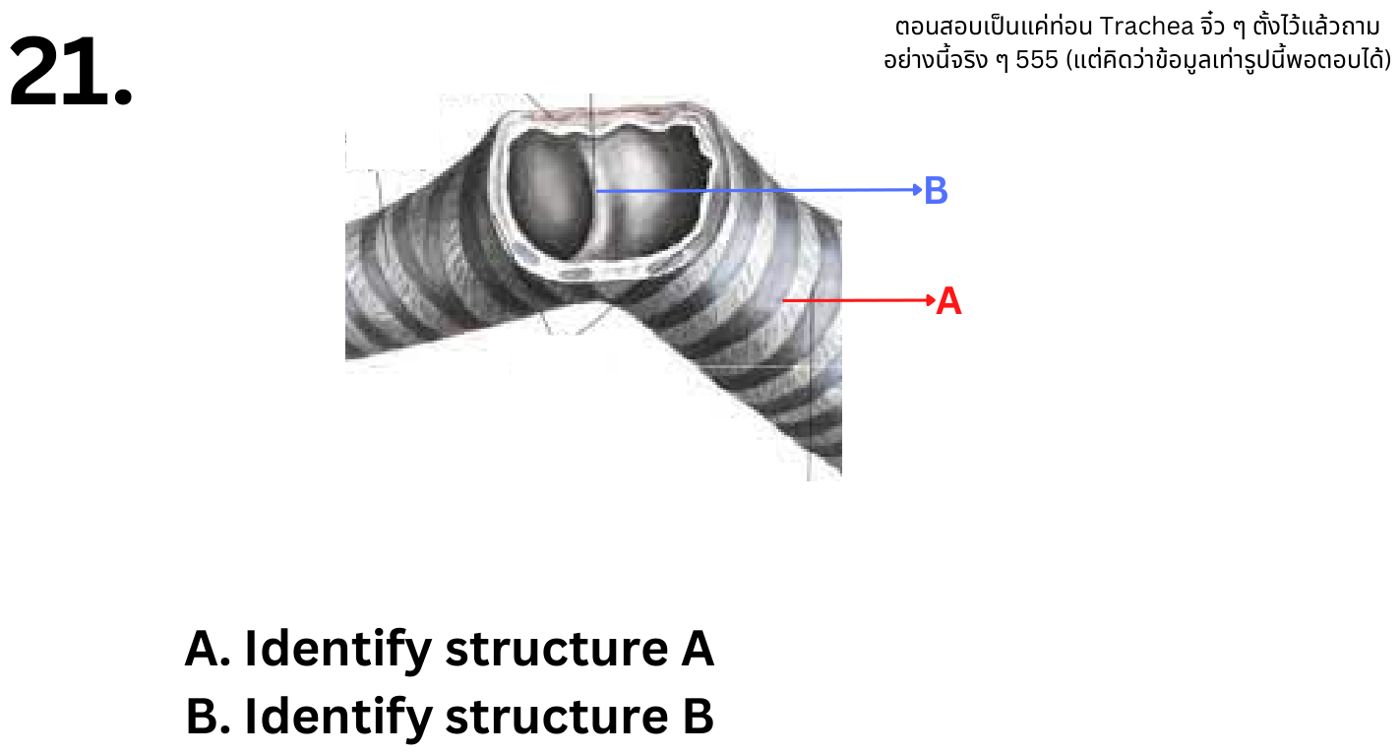 21.
ตอนสอบเป็นแค่ท่อน Trachea จิ๋ว ๆ ตั้งไว้แล้วถาม
อย่างนี้จริง ๆ 555 (แต่คิดว่าข้อมูลเท่ารูปนี้พอตอบได้)
B
A
A. Identify structure A
B. Identify structure B